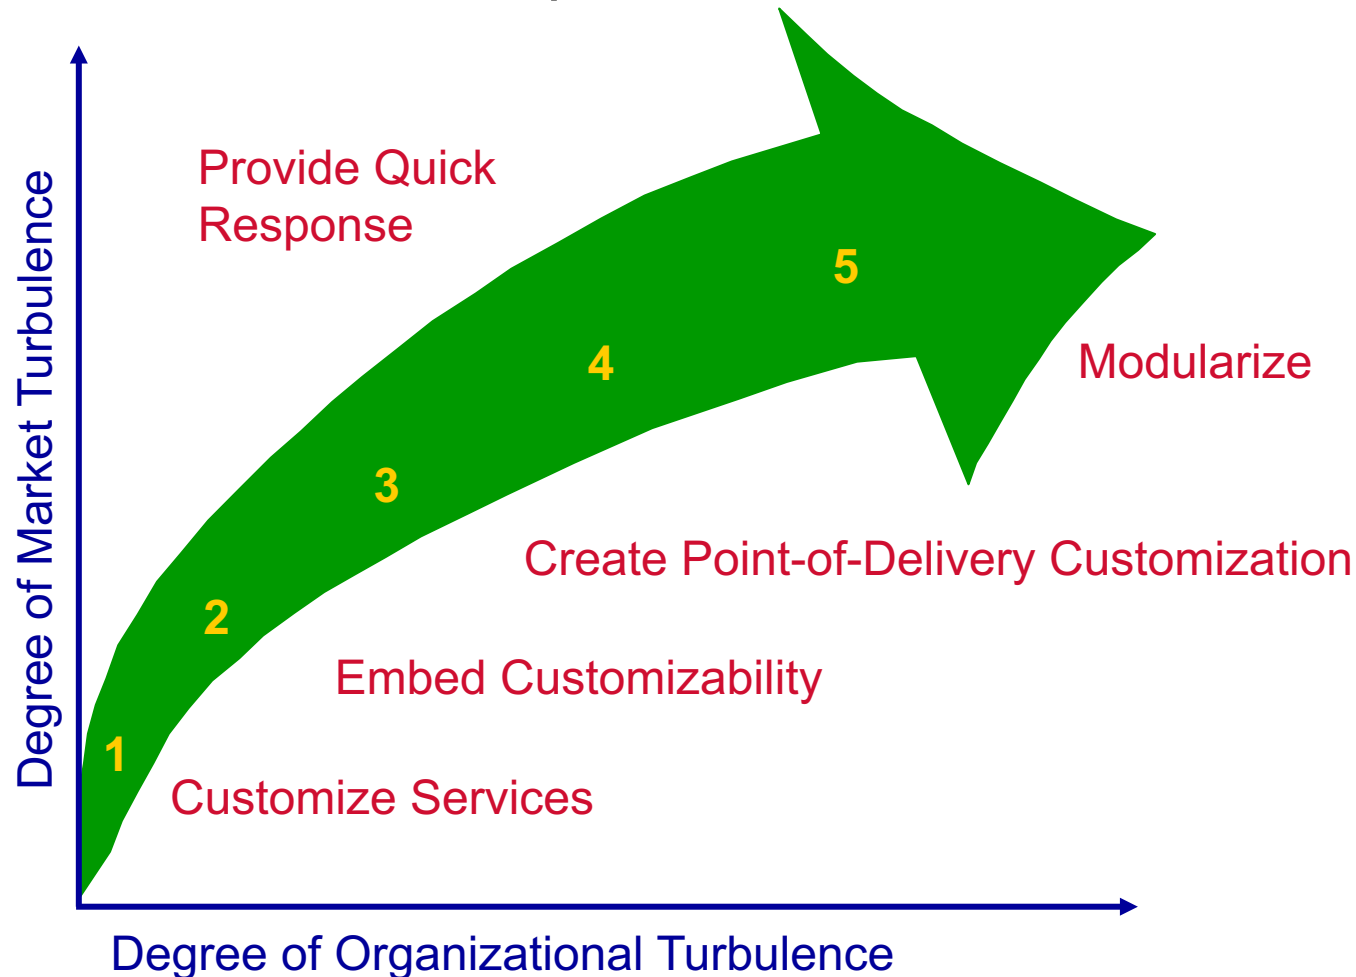 Degree of Market Turbulence
Provide Quick
Response
5
4
Modularize
3
Create Point-of-Delivery Customization
2
Embed Customizability
1
Customize Services
Degree of Organizational Turbulence